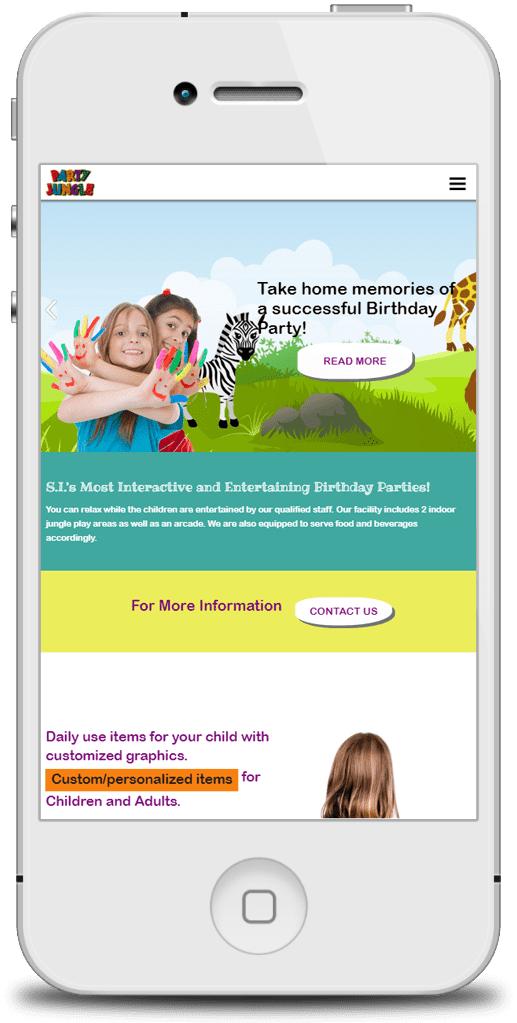 PARTY
JUNGLE
Take home memories of
a successful Birthday
Party!
READ MORE
S.I.'s Most Interactive and Entertaining Birthday Parties!
You can relax while the children are entertained by our qualified staff. Our facility includes 2 indoor
jungle play areas as well as an arcade. We are also equipped to serve food and beverages
accordingly.
For More Information
CONTACT US
Daily use items for your child with
customized graphics.
Custom/personalized items for
Children and Adults.